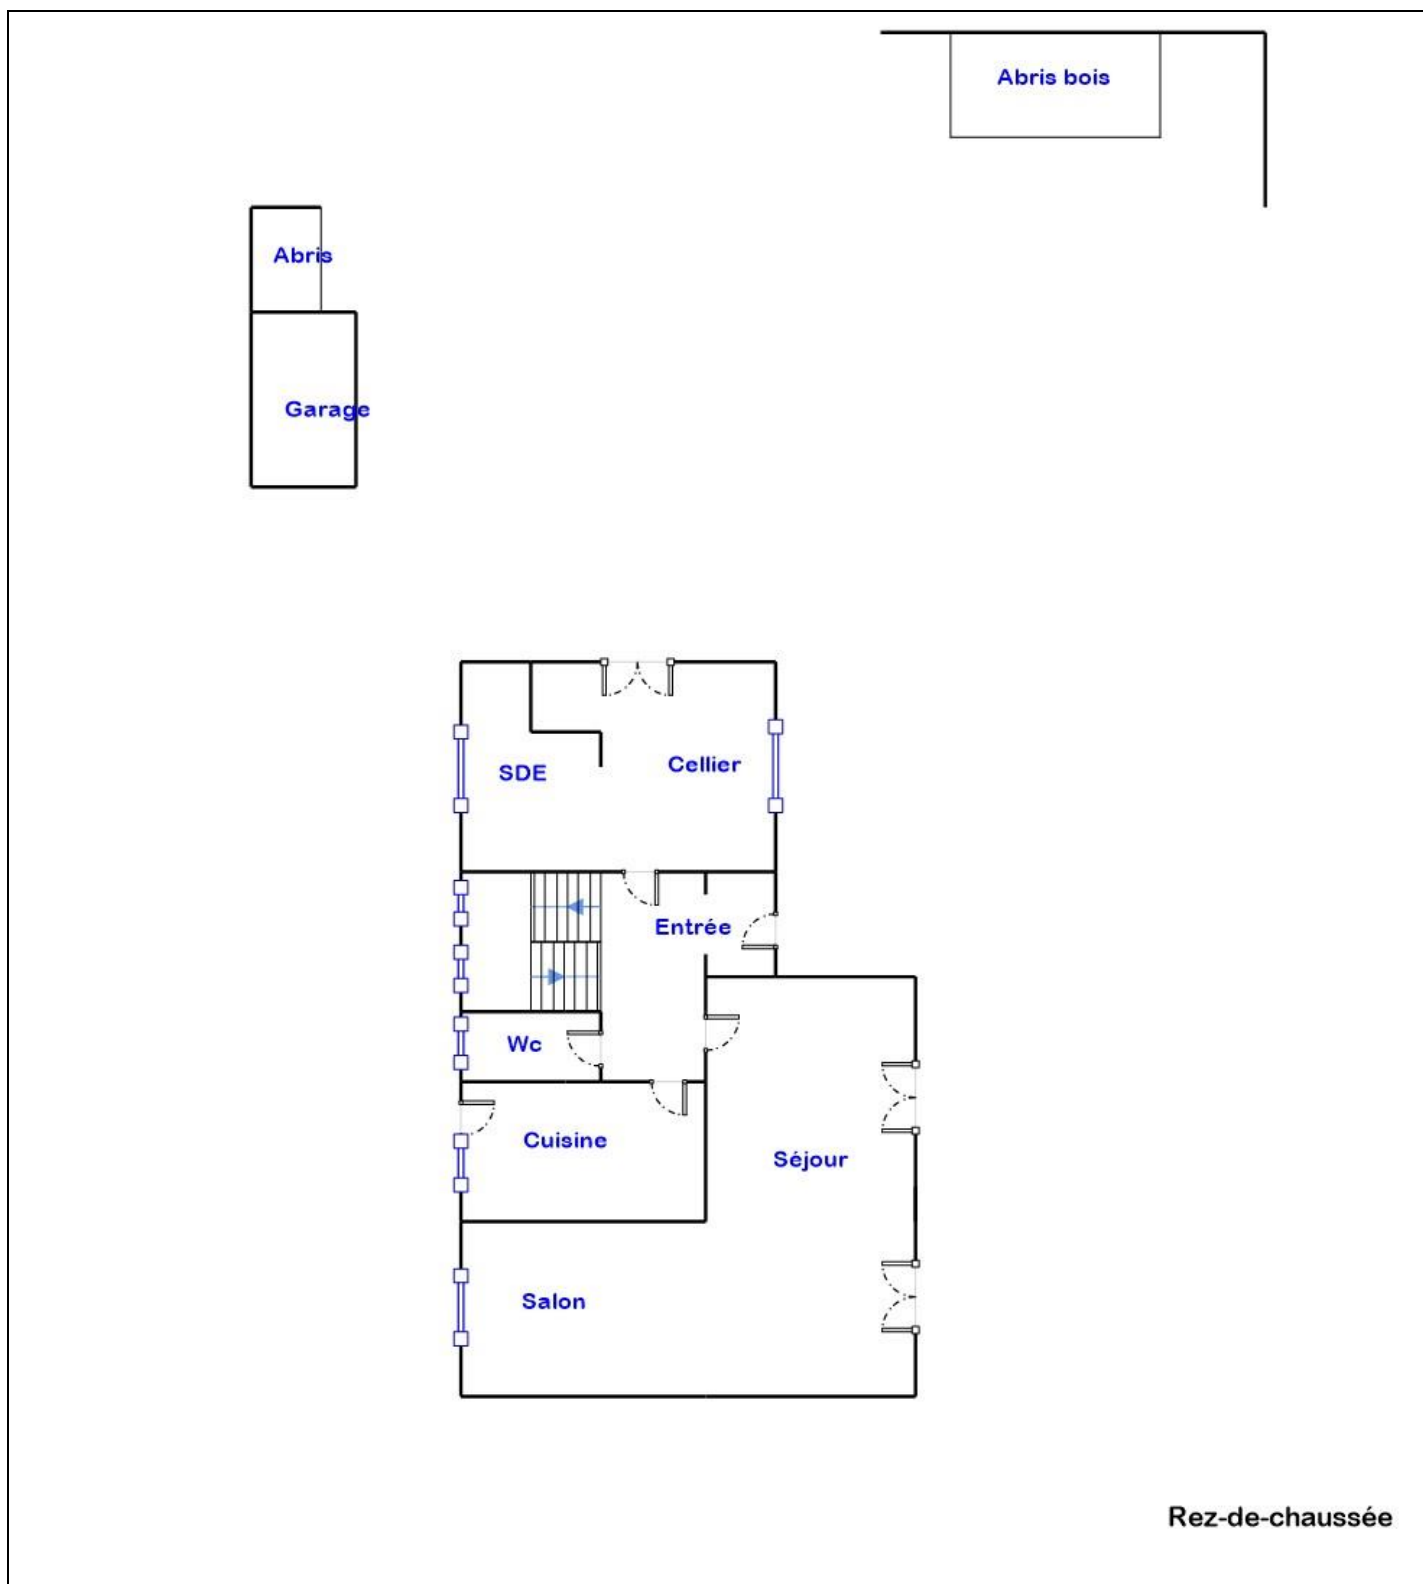 Abris bois
Abris
Garage
SDE
Cellier
Entrée
Wc
Cuisine
Séjour
Salon
Rez-de-chaussée